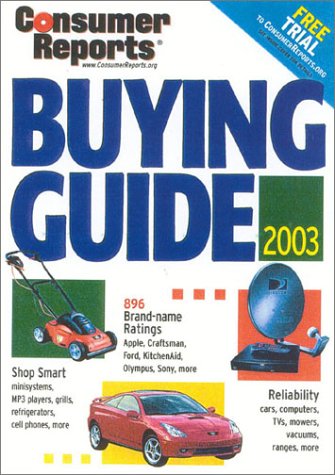 Consumer
Reports®
www.ConsumerReports.org
FREE
TRIAL
TO CONSUMERREPORTS.ORG
BUYING
GUIDE
2003
896
Brand-name
Ratings
Apple, Craftsman,
Ford, KitchenAid,
Olympus, Sony, more
Shop Smart
minisystems,
MP3 players, grills,
refrigerators,
cell phones, more
Reliability
cars, computers,
TVs, mowers,
vacuums,
ranges, more